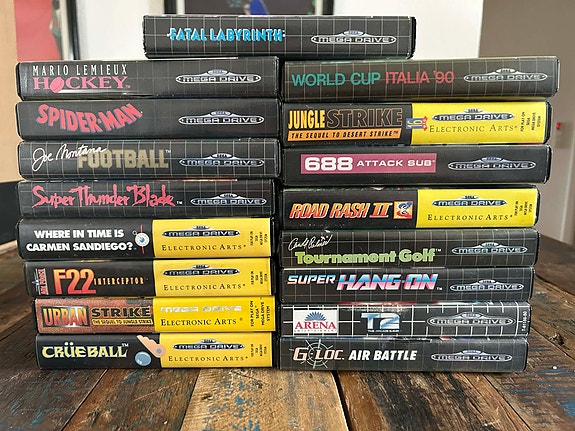 FATAL LABYRINTH
MEGA DRIVE
MARIO LEMIEUX
HOCKEY
MEGA DRIVE
SPIDER-MAN
MEGA DRIVE
Joe Montana
FOOTBALL
MEGA DRIVE
Super Thunder Blade
MEGA DRIVE
WHERE IN TIME IS
CARMEN SANDIEGO?
MEGA DRIVE
ELECTRONIC ARTS
F22 INTERCEPTOR
MEGA DRIVE
ELECTRONIC ARTS
URBAN STRIKE
THE SEQUEL TO JUNGLE STRIKE
MEGA DRIVE
ELECTRONIC ARTS
CRÜE BALL
MEGA DRIVE
ELECTRONIC ARTS
WORLD CUP ITALIA '90
MEGA DRIVE
JUNGLE STRIKE
THE SEQUEL TO DESERT STRIKE
MEGA DRIVE
ELECTRONIC ARTS
688 ATTACK SUB
MEGA DRIVE
ROAD RASH II
MEGA DRIVE
ELECTRONIC ARTS
Tournament Golf
MEGA DRIVE
SUPER HANG-ON
MEGA DRIVE
ARENA
ENTERTAINMENT
T2
MEGA DRIVE
G-LOC AIR BATTLE
MEGA DRIVE